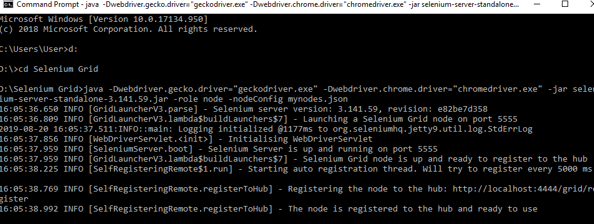 Command Prompt - java -Dwebdriver.gecko.driver="geckodriver.exe" -Dwebdriver.chrome.driver="chromedriver.exe" -jar selenium-server-standalone...
Microsoft Windows [Version 10.0.17134.950]
(c) 2018 Microsoft Corporation. All rights reserved.
C:\Users\User>d:
D:\>cd Selenium Grid
D:\Selenium Grid>java -Dwebdriver.gecko.driver="geckodriver.exe" -Dwebdriver.chrome.driver="chromedriver.exe" -jar selen
ium-server-standalone-3.141.59.jar -role node -nodeConfig mynodes.json
16:05:36.650 INFO [GridLauncherV3.parse] - Selenium server version: 3.141.59, revision: e82be7d358
16:05:36.809 INFO [GridLauncherV3.lambda$buildLaunchers$7] - Launching a Selenium Grid node on port 5555
2019-08-20 16:05:37.511:INFO::main: Logging initialized @1177ms to org.seleniumhq.jetty9.util.log.StdErrLog
16:05:37.856 INFO [WebDriverServlet.<init>] - Initialising WebDriverServlet
16:05:37.959 INFO [SeleniumServer.boot] - Selenium Server is up and running on port 5555
16:05:37.959 INFO [GridLauncherV3.lambda$buildLaunchers$7] - Selenium Grid node is up and ready to register to the hub
16:05:38.225 INFO [SelfRegisteringRemote$1.run] - Starting auto registration thread. Will try to register every 5000 ms
.
16:05:38.769 INFO [SelfRegisteringRemote.registerToHub] - Registering the node to the hub: http://localhost:4444/grid/re
gister
16:05:38.992 INFO [SelfRegisteringRemote.registerToHub] - The node is registered to the hub and ready to use